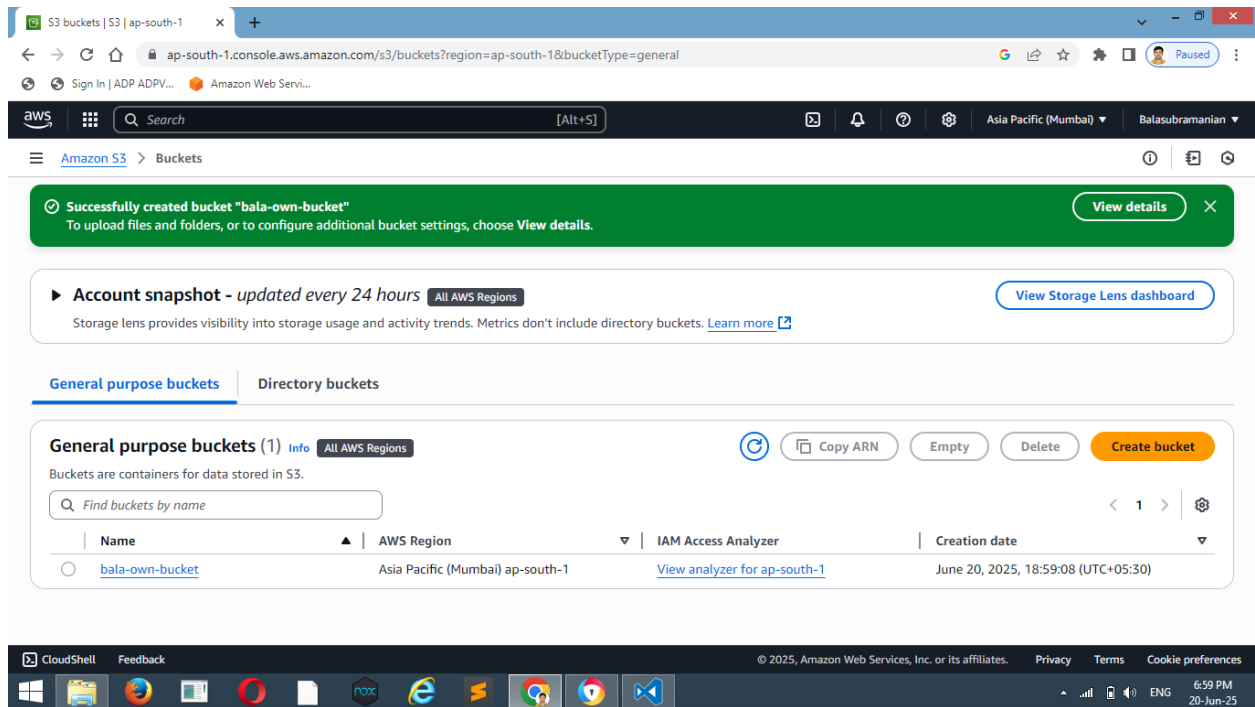 S3 buckets | S3 | ap-south-1
ap-south-1.console.aws.amazon.com/s3/buckets?region=ap-south-1&bucketType=general
G
Paused
Sign In | ADP ADPV...
Amazon Web Servi...
aws
Search
[Alt+S]
Asia Pacific (Mumbai)
Balasubramanian
Amazon S3 > Buckets
Successfully created bucket "bala-own-bucket"
To upload files and folders, or to configure additional bucket settings, choose View details.
View details
Account snapshot - updated every 24 hours All AWS Regions
View Storage Lens dashboard
Storage lens provides visibility into storage usage and activity trends. Metrics don't include directory buckets. Learn more
General purpose buckets
Directory buckets
General purpose buckets (1) Info All AWS Regions
Copy ARN
Empty
Delete
Create bucket
Buckets are containers for data stored in S3.
Find buckets by name
1
Name
AWS Region
IAM Access Analyzer
Creation date
bala-own-bucket
Asia Pacific (Mumbai) ap-south-1
View analyzer for ap-south-1
June 20, 2025, 18:59:08 (UTC+05:30)
CloudShell
Feedback
© 2025, Amazon Web Services, Inc. or its affiliates.
Privacy
Terms
Cookie preferences
nox
ENG
6:59 PM
20-Jun-25